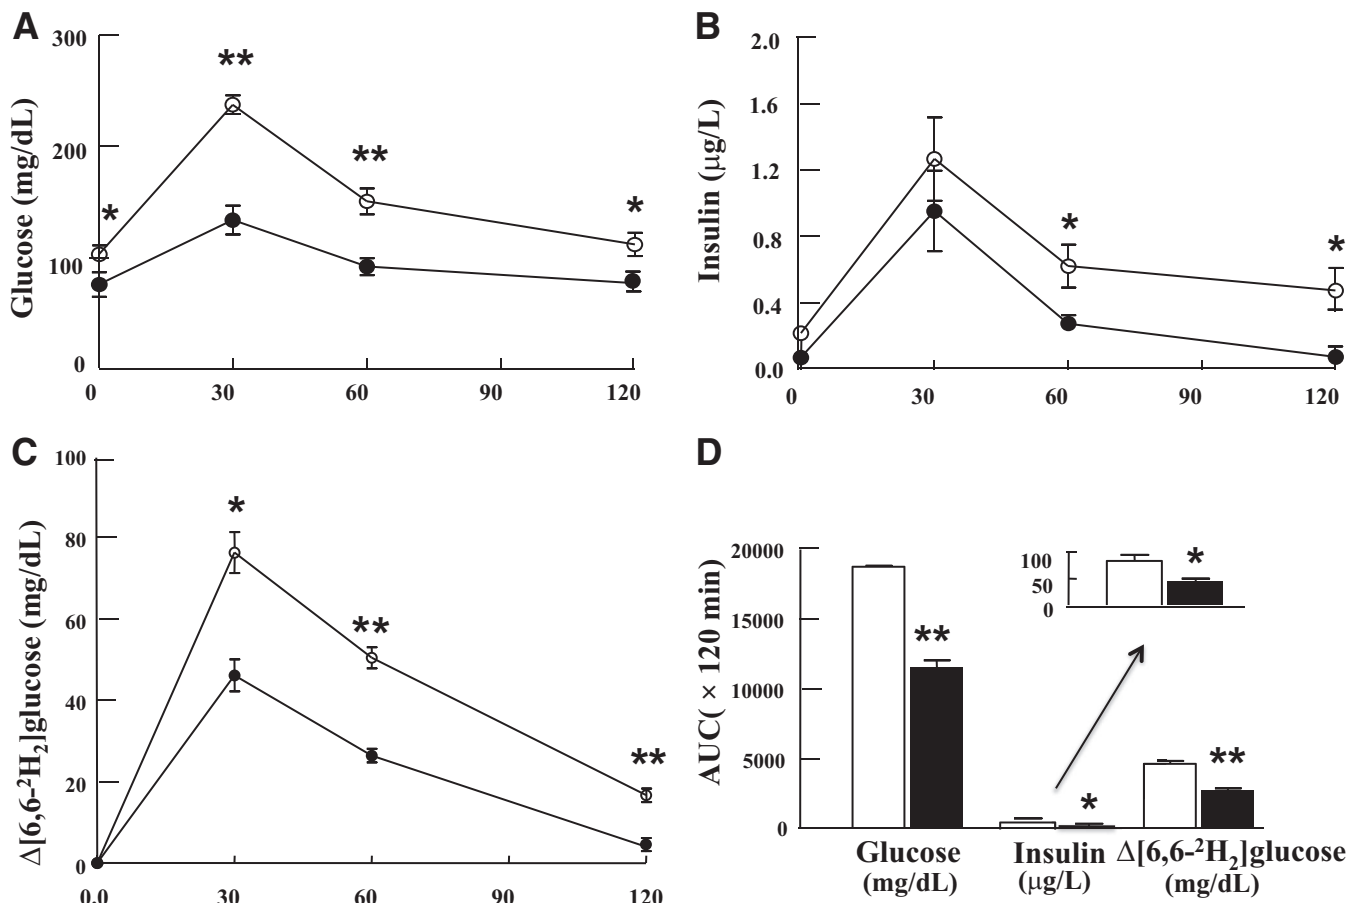 A
300
200
100
0
Glucose (mg/dL)
**
*
**
*
0 30 60 90 120
B
2.0
1.6
1.2
0.8
0.4
0.0
Insulin (μg/L)
*
*
0 30 60 90 120
C
100
80
60
40
20
0
Δ[6,6-²H₂]glucose (mg/dL)
*
**
**
0.0 30 60 90 120
D
20000
15000
10000
5000
0
AUC( × 120 min)
100
50
0
*
**
*
**
Glucose Insulin Δ[6,6-²H₂]glucose
(mg/dL) (μg/L) (mg/dL)